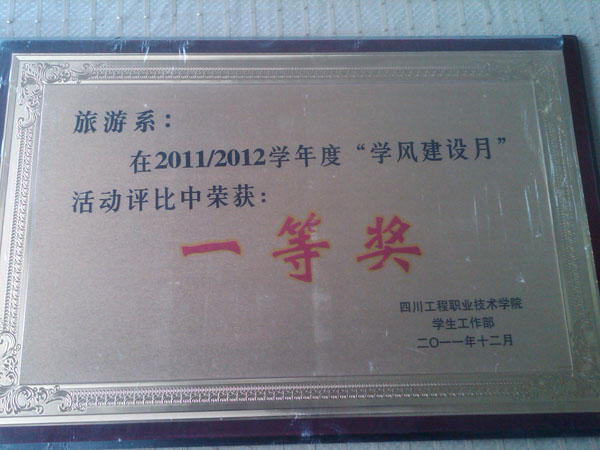 旅游系：
在2011/2012学年度“学风建设月”
活动评比中荣获：
一等奖
四川工程职业技术学院
学生工作部
二〇一一年十二月